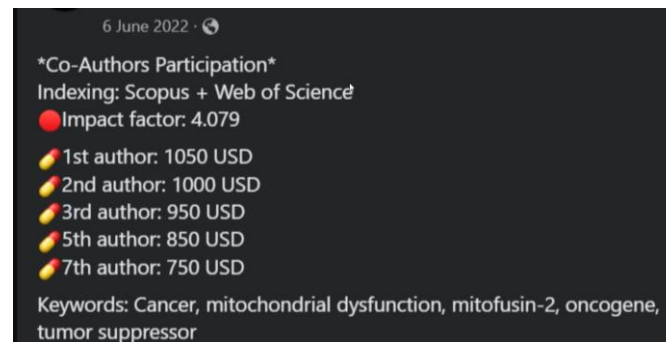 6 June 2022 ·
*Co-Authors Participation*
Indexing: Scopus + Web of Science
🔴Impact factor: 4.079
💊1st author: 1050 USD
💊2nd author: 1000 USD
💊3rd author: 950 USD
💊5th author: 850 USD
💊7th author: 750 USD
Keywords: Cancer, mitochondrial dysfunction, mitofusin-2, oncogene,
tumor suppressor